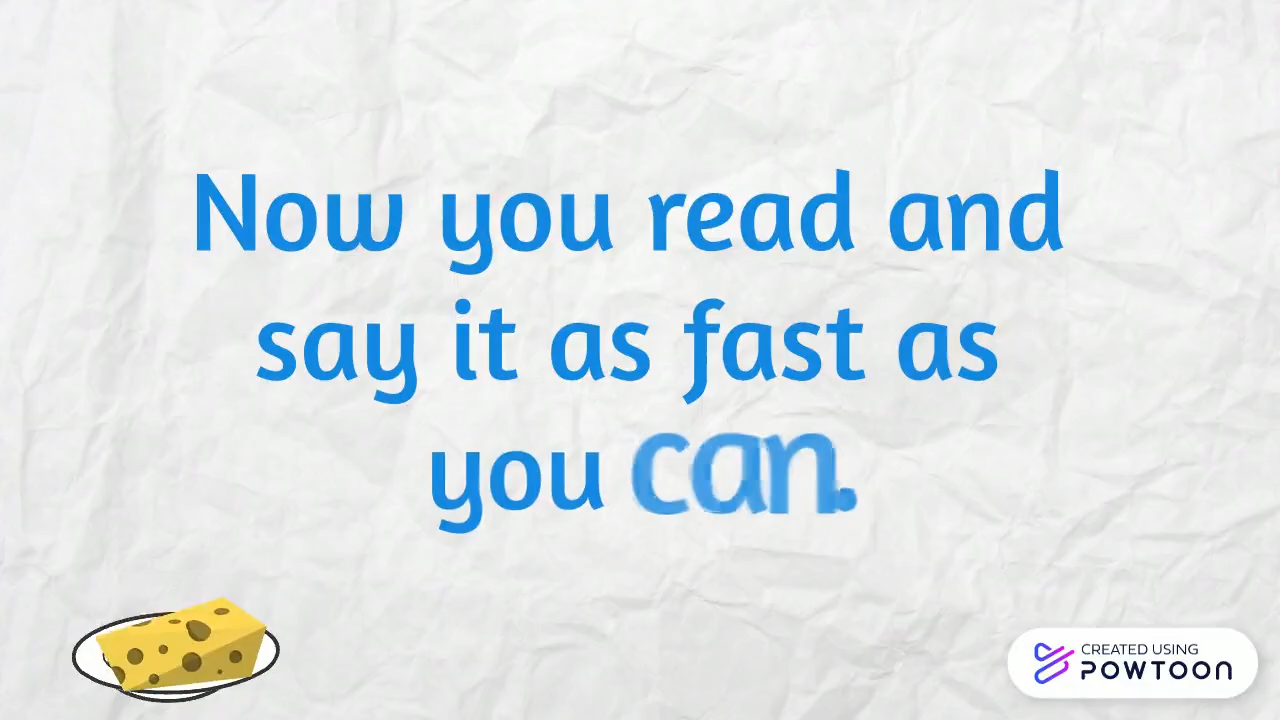 Now you read and
say it as fast as
you can.
CREATED USING
POWTOON